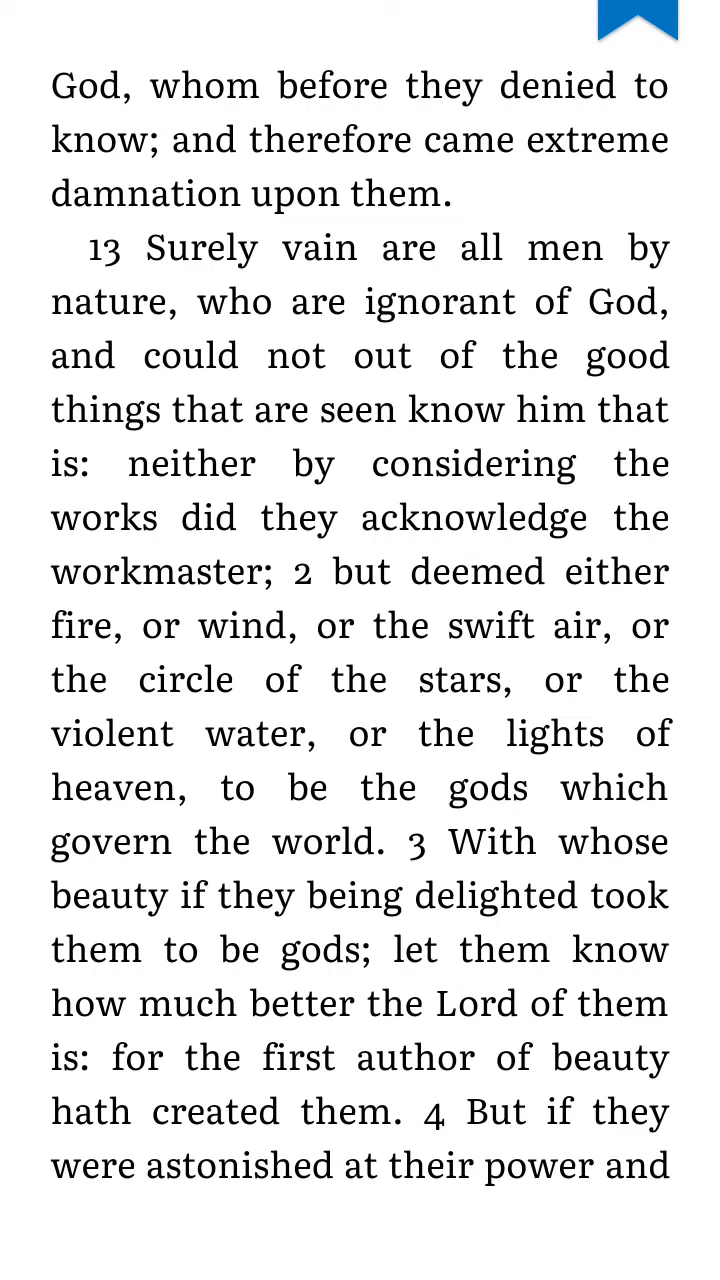 God, whom before they denied to
know; and therefore came extreme
damnation upon them.
13 Surely vain are all men by
nature, who are ignorant of God,
and could not out of the good
things that are seen know him that
is: neither by considering the
works did they acknowledge the
workmaster; 2 but deemed either
fire, or wind, or the swift air, or
the circle of the stars, or the
violent water, or the lights of
heaven, to be the gods which
govern the world. 3 With whose
beauty if they being delighted took
them to be gods; let them know
how much better the Lord of them
is: for the first author of beauty
hath created them. 4 But if they
were astonished at their power and